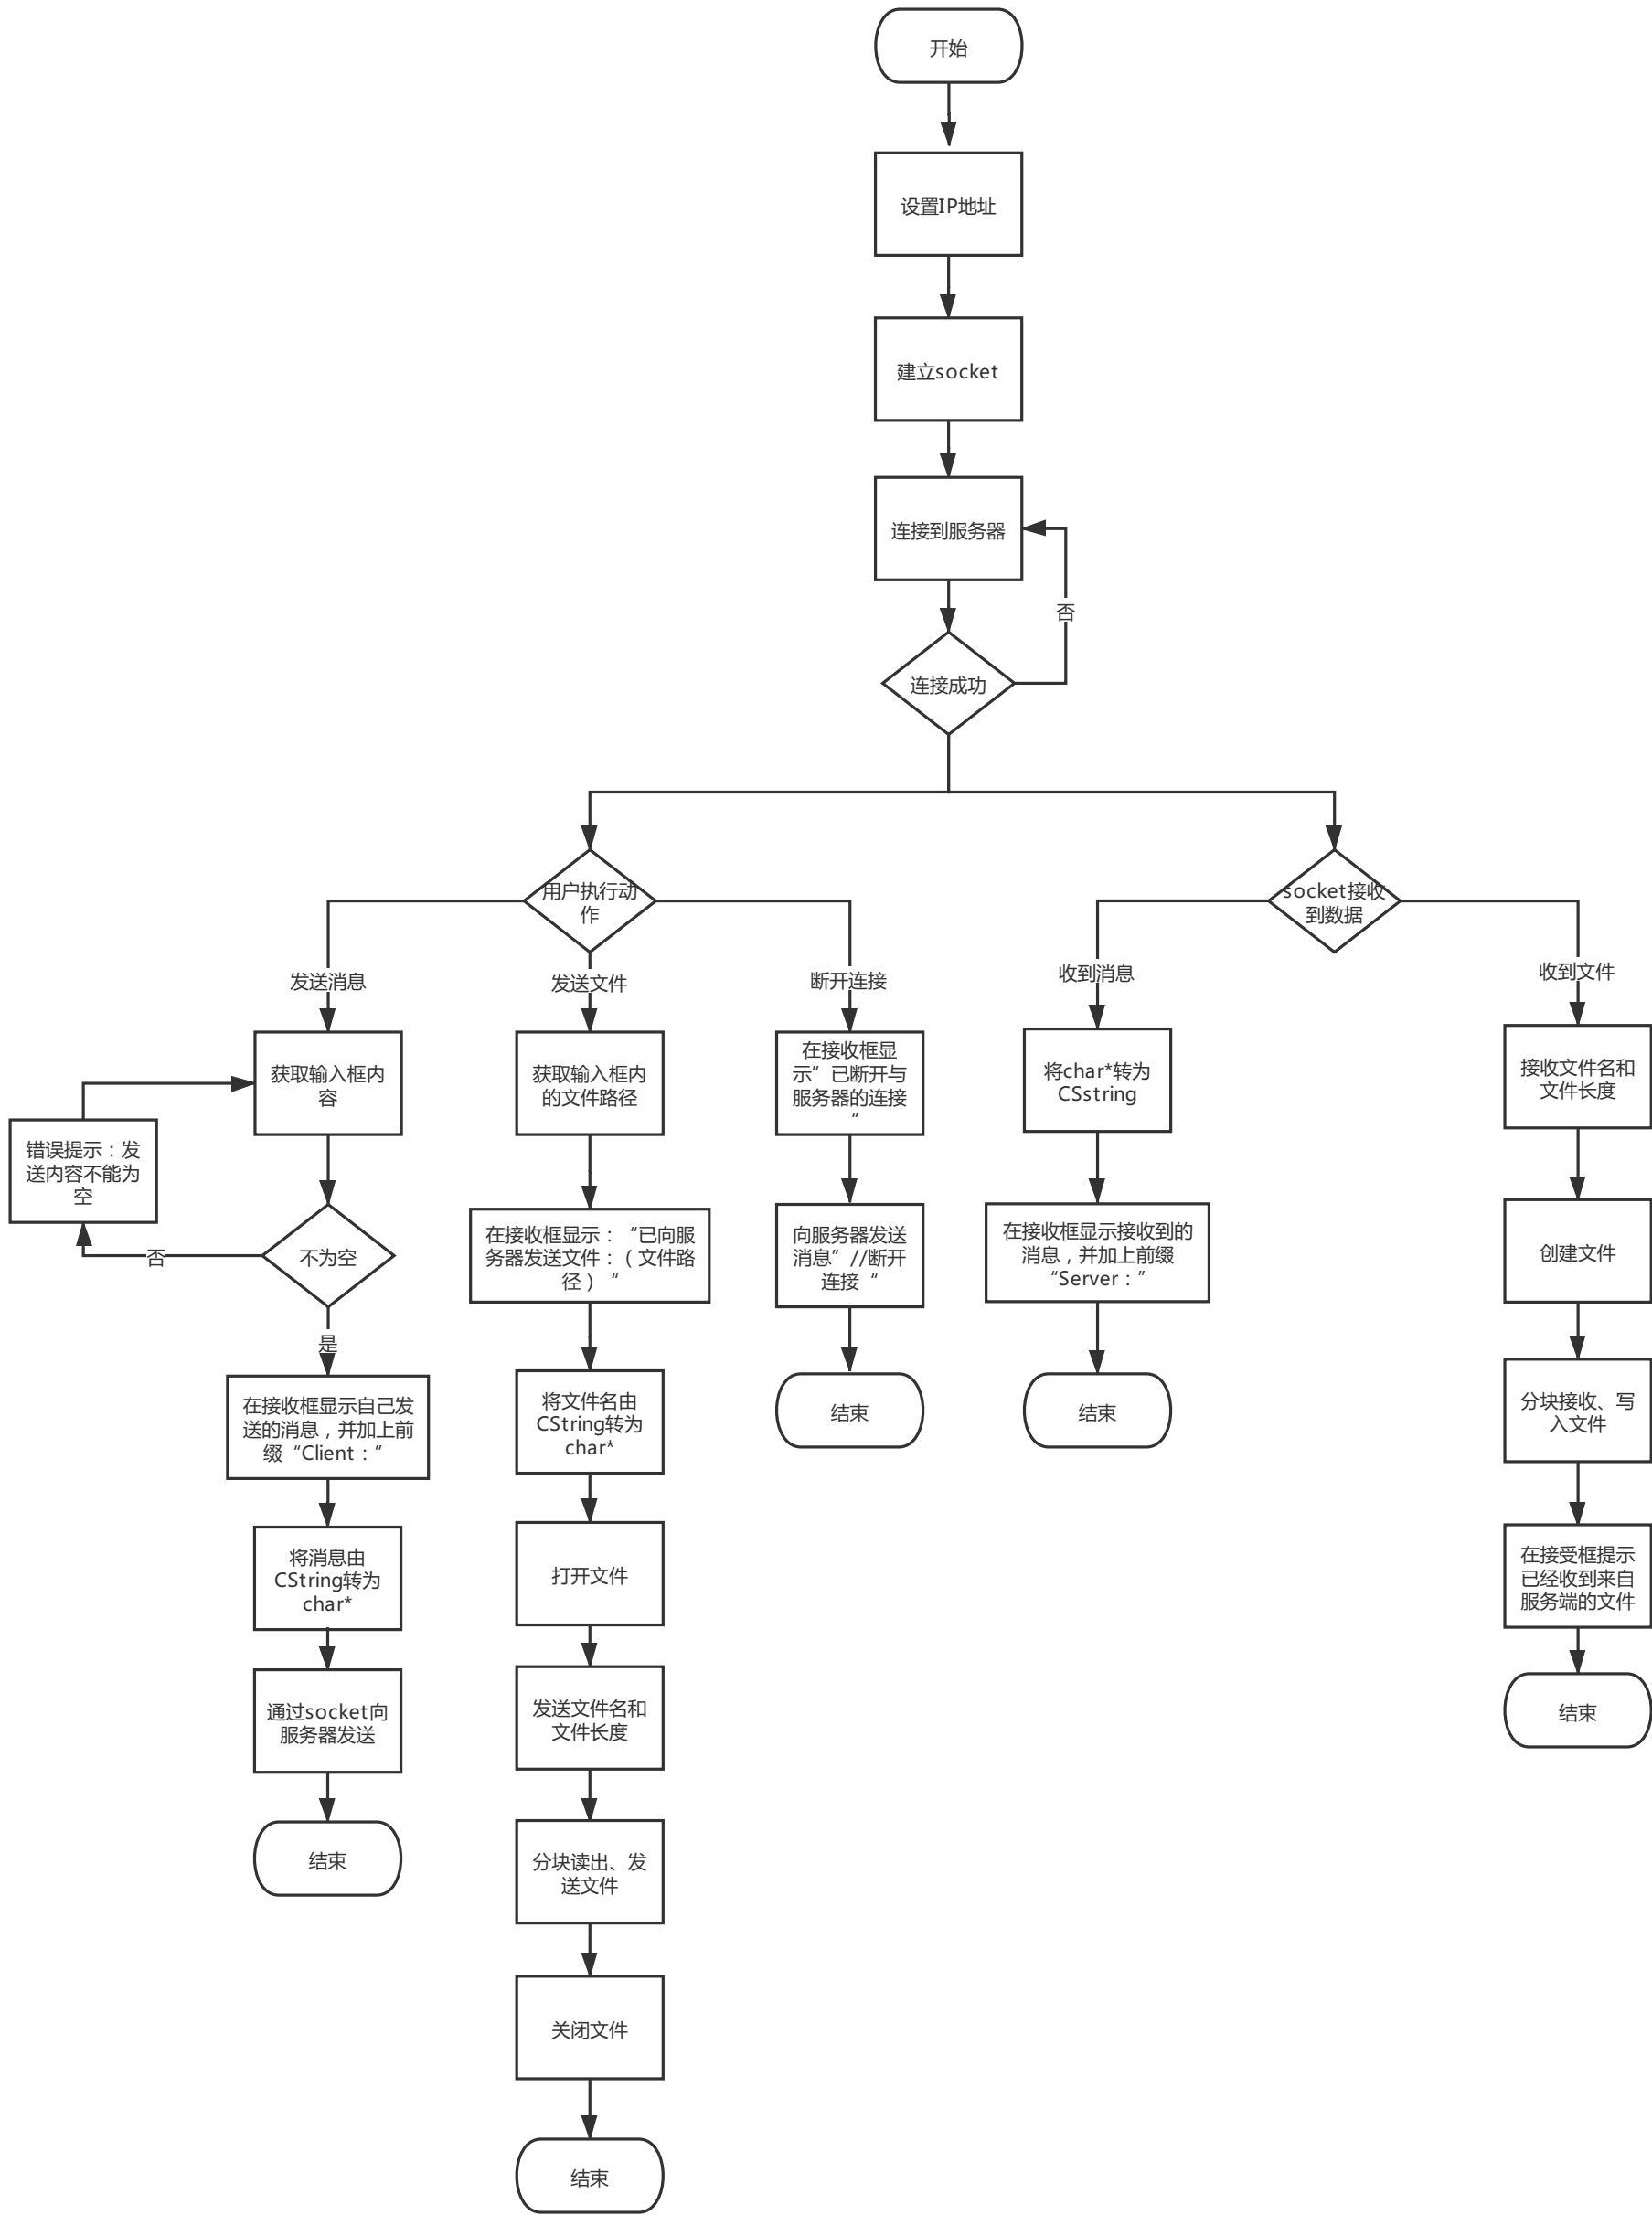 开始
设置IP地址
建立socket
连接到服务器
否
连接成功
用户执行动
作
socket接收
到数据
发送消息
发送文件
断开连接
收到消息
收到文件
获取输入框内
容
获取输入框内
的文件路径
在接收框显
示”已断开与
服务器的连接
“
将char*转为
CSstring
接收文件名和
文件长度
错误提示：发
送内容不能为
空
否
不为空
是
在接收框显示：“已向服
务器发送文件：（文件路
径）“
向服务器发送
消息”//断开
连接“
在接收框显示接收到的
消息，并加上前缀
“Server：”
创建文件
在接收框显示自己发
送的消息，并加上前
缀“Client：”
将文件名由
CString转为
char*
结束
结束
分块接收、写
入文件
将消息由
CString转为
char*
打开文件
在接受框提示
已经收到来自
服务端的文件
通过socket向
服务器发送
发送文件名和
文件长度
结束
结束
分块读出、发
送文件
关闭文件
结束